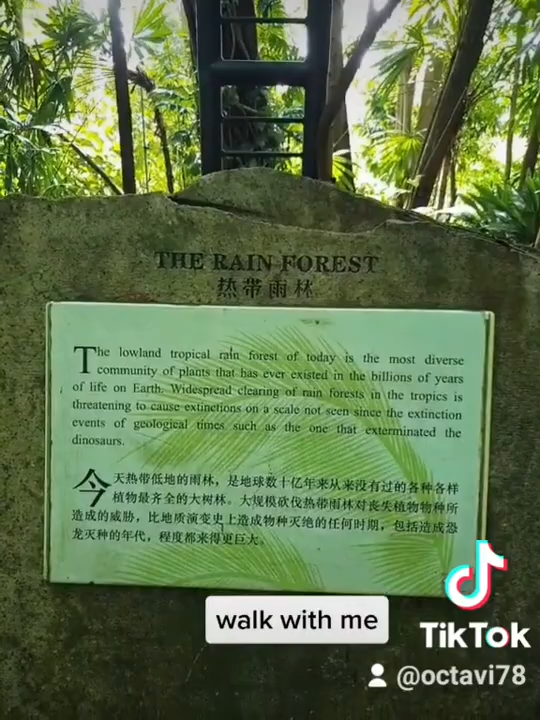 THE RAIN FOREST
热带雨林
The lowland tropical rain forest of today is the most diverse
community of plants that has ever existed in the billions of years
of life on Earth. Widespread clearing of rain forests in the tropics is
threatening to cause extinctions on a scale not seen since the extinction
events of geological times such as the one that exterminated the
dinosaurs.
今天热带低地的雨林，是地球数十亿年来从来没有过的各种各样
植物最齐全的大树林。大规模砍伐热带雨林对丧失植物物种所
造成的威胁，比地质演变史上造成物种灭绝的任何时期，包括造成恐
龙灭种的年代，程度都来得更巨大。
walk with me
TikTok
@octavi78